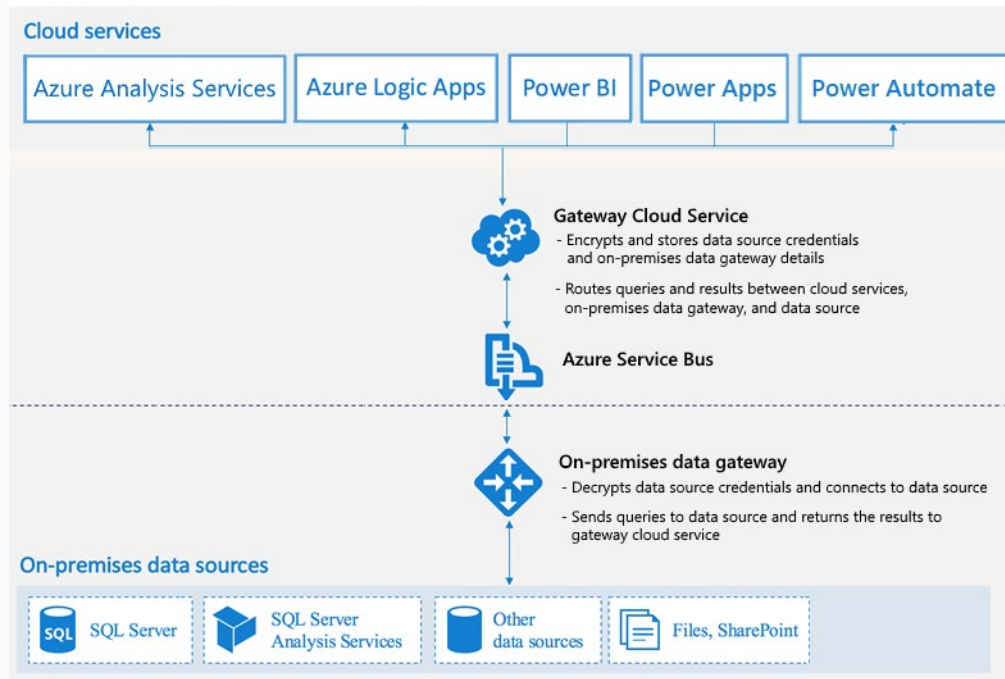 Cloud services
Azure Analysis Services
Azure Logic Apps
Power BI
Power Apps
Power Automate
Gateway Cloud Service
- Encrypts and stores data source credentials
and on-premises data gateway details
- Routes queries and results between cloud services,
on-premises data gateway, and data source
Azure Service Bus
On-premises data gateway
- Decrypts data source credentials and connects to data source
- Sends queries to data source and returns the results to
gateway cloud service
On-premises data sources
SQL
SQL Server
SQL Server
Analysis Services
Other
data sources
Files, SharePoint